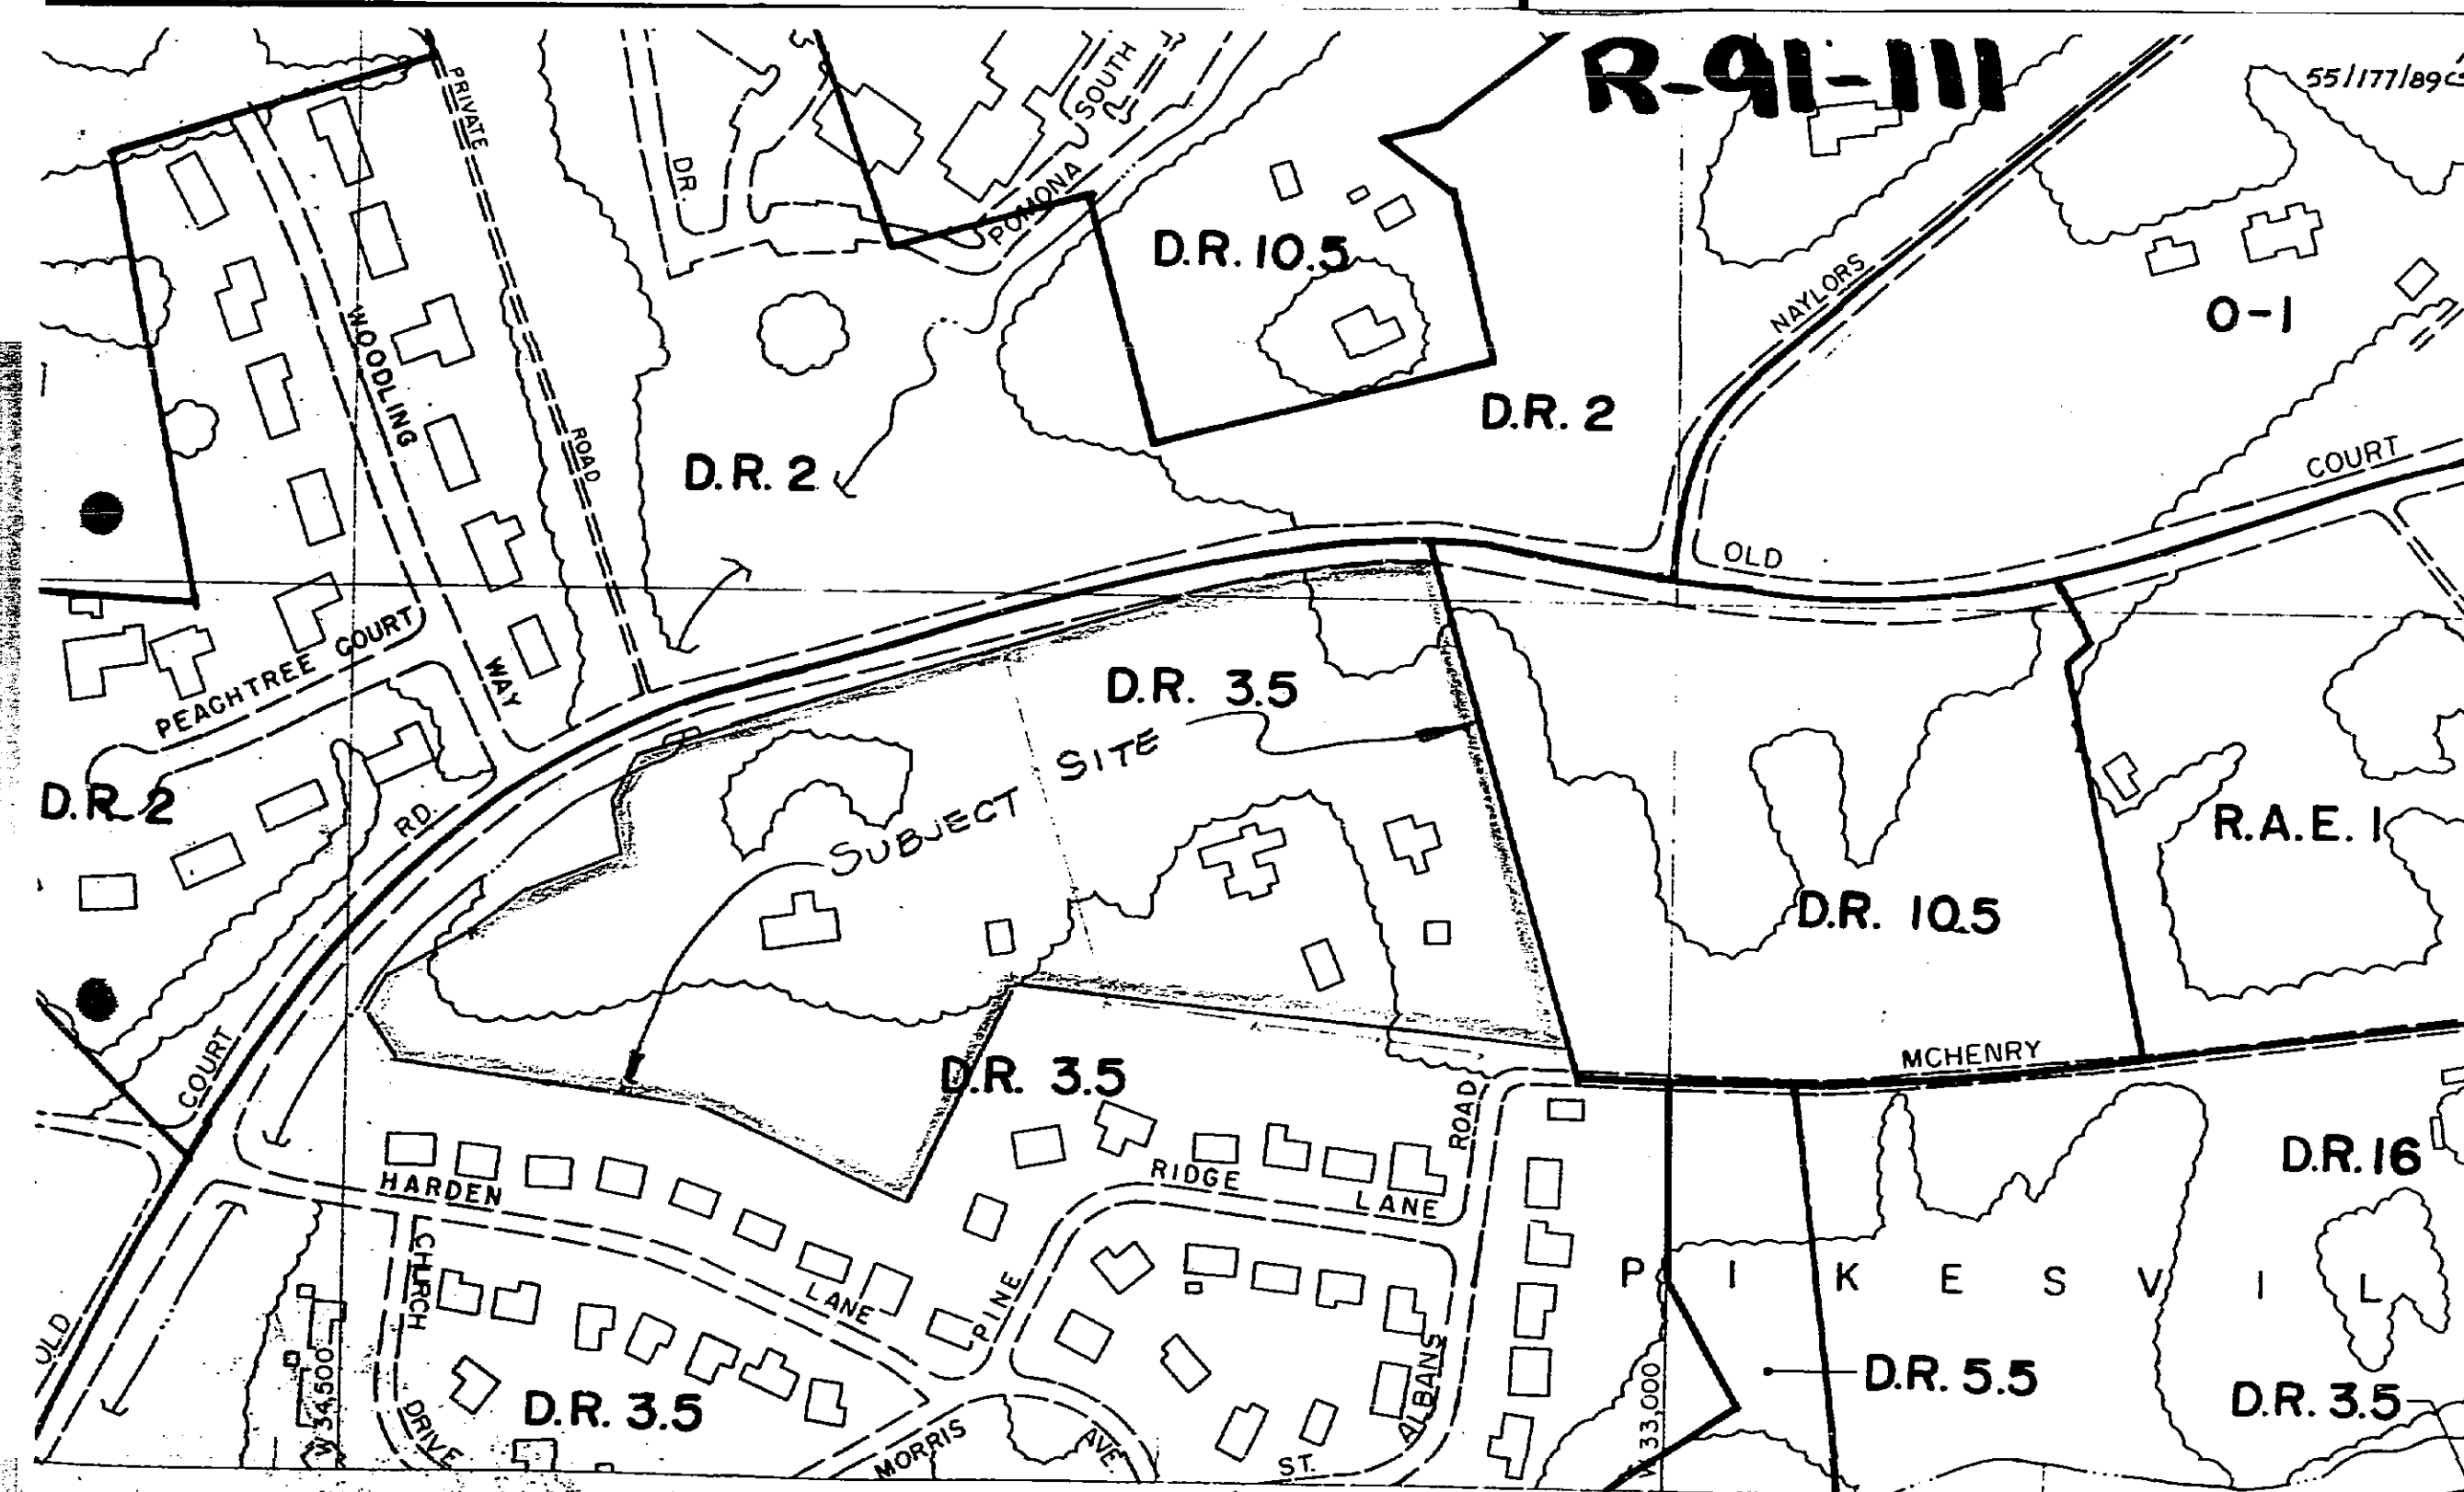 R-91-111
55/177/89
PRIVATE
ROAD
DR.
SOUTH
POMONA
D.R. 10.5
NAYLORS
O-1
WOODLING
WAY
D.R. 2
D.R. 2
COURT
OLD
PEACHTREE COURT
D.R. 3.5
SUBJECT SITE
D.R. 2
RD.
R.A.E. 1
D.R. 10.5
COURT
D.R. 3.5
MCHENRY
ROAD
D.R. 16
HARDEN
LANE
RIDGE
LANE
PINE
CHURCH
DRIVE
PIKESVIL
OLD
W 34,500
ALBANS
ST.
D.R. 3.5
MORRIS
AVE.
W 33,000
D.R. 5.5
D.R. 3.5